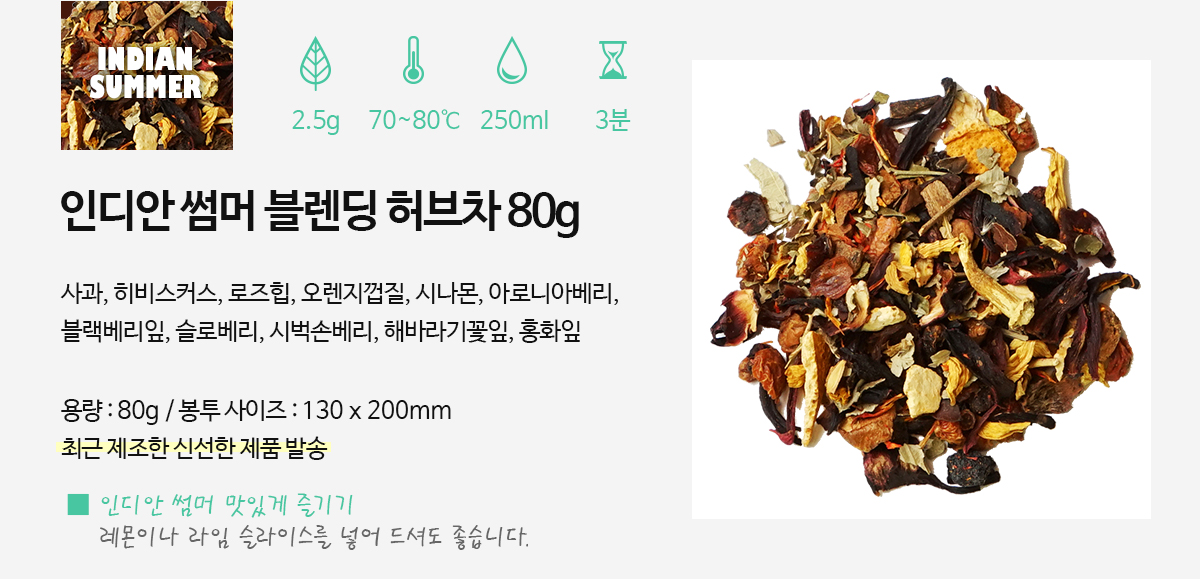 INDIAN
SUMMER
2.5g 70~80℃ 250ml 3분
인디안 썸머 블렌딩 허브차 80g
사과, 히비스커스, 로즈힙, 오렌지껍질, 시나몬, 아로니아베리,
블랙베리잎, 슬로베리, 시벅손베리, 해바라기꽃잎, 홍화잎
용량 : 80g / 봉투 사이즈 : 130 x 200mm
최근 제조한 신선한 제품 발송
■ 인디안 썸머 맛있게 즐기기
레몬이나 라임 슬라이스를 넣어 드셔도 좋습니다.